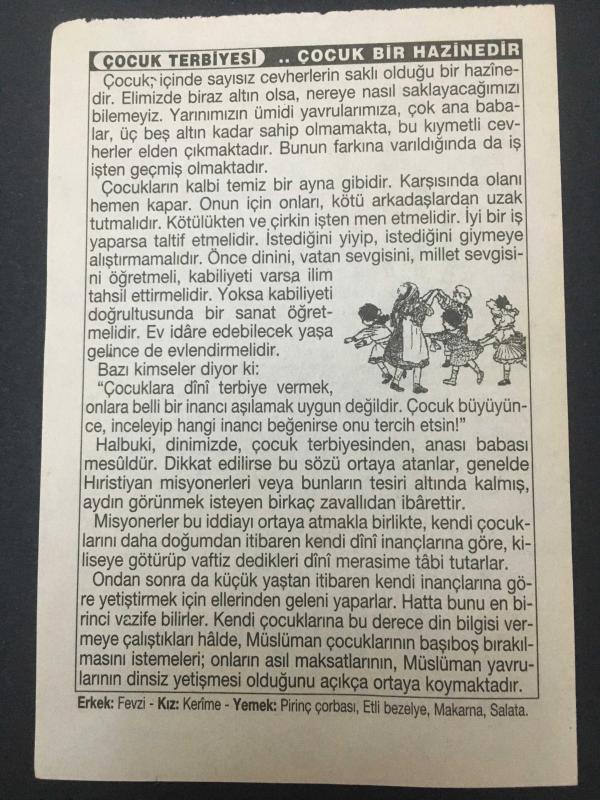 ÇOCUK TERBİYESİ .. ÇOCUK BİR HAZİNEDİR
Çocuk; içinde sayısız cevherlerin saklı olduğu bir hazîne-
dir. Elimizde biraz altın olsa, nereye nasıl saklayacağımızı
bilemeyiz. Yarınımızın ümidi yavrularımıza, çok ana baba-
lar, üç beş altın kadar sahip olmamakta, bu kıymetli cev-
herler elden çıkmaktadır. Bunun farkına varıldığında da iş
işten geçmiş olmaktadır.
Çocukların kalbi temiz bir ayna gibidir. Karşısında olanı
hemen kapar. Onun için onları, kötü arkadaşlardan uzak
tutmalıdır. Kötülükten ve çirkin işten men etmelidir. İyi bir iş
yaparsa taltif etmelidir. İstediğini yiyip, istediğini giymeye
alıştırmamalıdır. Önce dinini, vatan sevgisini, millet sevgisi-
ni öğretmeli, kabiliyeti varsa ilim
tahsil ettirmelidir. Yoksa kabiliyeti
doğrultusunda bir sanat öğret-
melidir. Ev idâre edebilecek yaşa
gelince de evlendirmelidir.
Bazı kimseler diyor ki:
“Çocuklara dînî terbiye vermek,
onlara belli bir inancı aşılamak uygun değildir. Çocuk büyüyün-
ce, inceleyip hangi inancı beğenirse onu tercih etsin!”
Halbuki, dinimizde, çocuk terbiyesinden, anası babası
mesûldür. Dikkat edilirse bu sözü ortaya atanlar, genelde
Hıristiyan misyonerleri veya bunların tesiri altında kalmış,
aydın görünmek isteyen birkaç zavallıdan ibârettir.
Misyonerler bu iddiayı ortaya atmakla birlikte, kendi çocuk-
larını daha doğumdan itibaren kendi dînî inançlarına göre, ki-
liseye götürüp vaftiz dedikleri dînî merasime tâbi tutarlar.
Ondan sonra da küçük yaştan itibaren kendi inançlarına gö-
re yetiştirmek için ellerinden geleni yaparlar. Hatta bunu en bi-
rinci vazife bilirler. Kendi çocuklarına bu derece din bilgisi ver-
meye çalıştıkları hâlde, Müslüman çocuklarının başıboş bırakıl-
masını istemeleri; onların asıl maksatlarının, Müslüman yavru-
larının dinsiz yetişmesi olduğunu açıkça ortaya koymaktadır.
Erkek: Fevzi - Kız: Kerîme - Yemek: Pirinç çorbası, Etli bezelye, Makarna, Salata.